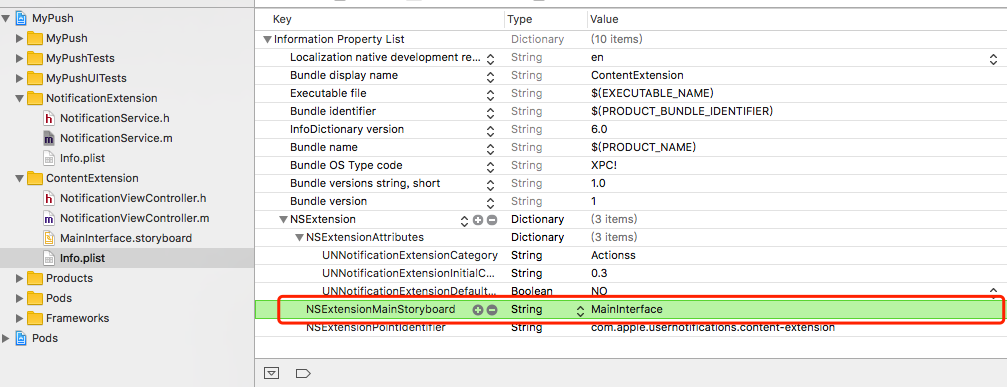 MyPush
MyPush
MyPushTests
MyPushUITests
NotificationExtension
h NotificationService.h
m NotificationService.m
Info.plist
ContentExtension
h NotificationViewController.h
m NotificationViewController.m
MainInterface.storyboard
Info.plist
Products
Pods
Frameworks
Pods
Key Type Value
Information Property List Dictionary (10 items)
Localization native development re... String en
Bundle display name String ContentExtension
Executable file String $(EXECUTABLE_NAME)
Bundle identifier String $(PRODUCT_BUNDLE_IDENTIFIER)
InfoDictionary version String 6.0
Bundle name String $(PRODUCT_NAME)
Bundle OS Type code String XPC!
Bundle versions string, short String 1.0
Bundle version String 1
NSExtension Dictionary (3 items)
NSExtensionAttributes Dictionary (3 items)
UNNotificationExtensionCategory String Actionss
UNNotificationExtensionInitialC... String 0.3
UNNotificationExtensionDefault... Boolean NO
NSExtensionMainStoryboard String MainInterface
NSExtensionPointIdentifier String com.apple.usernotifications.content-extension